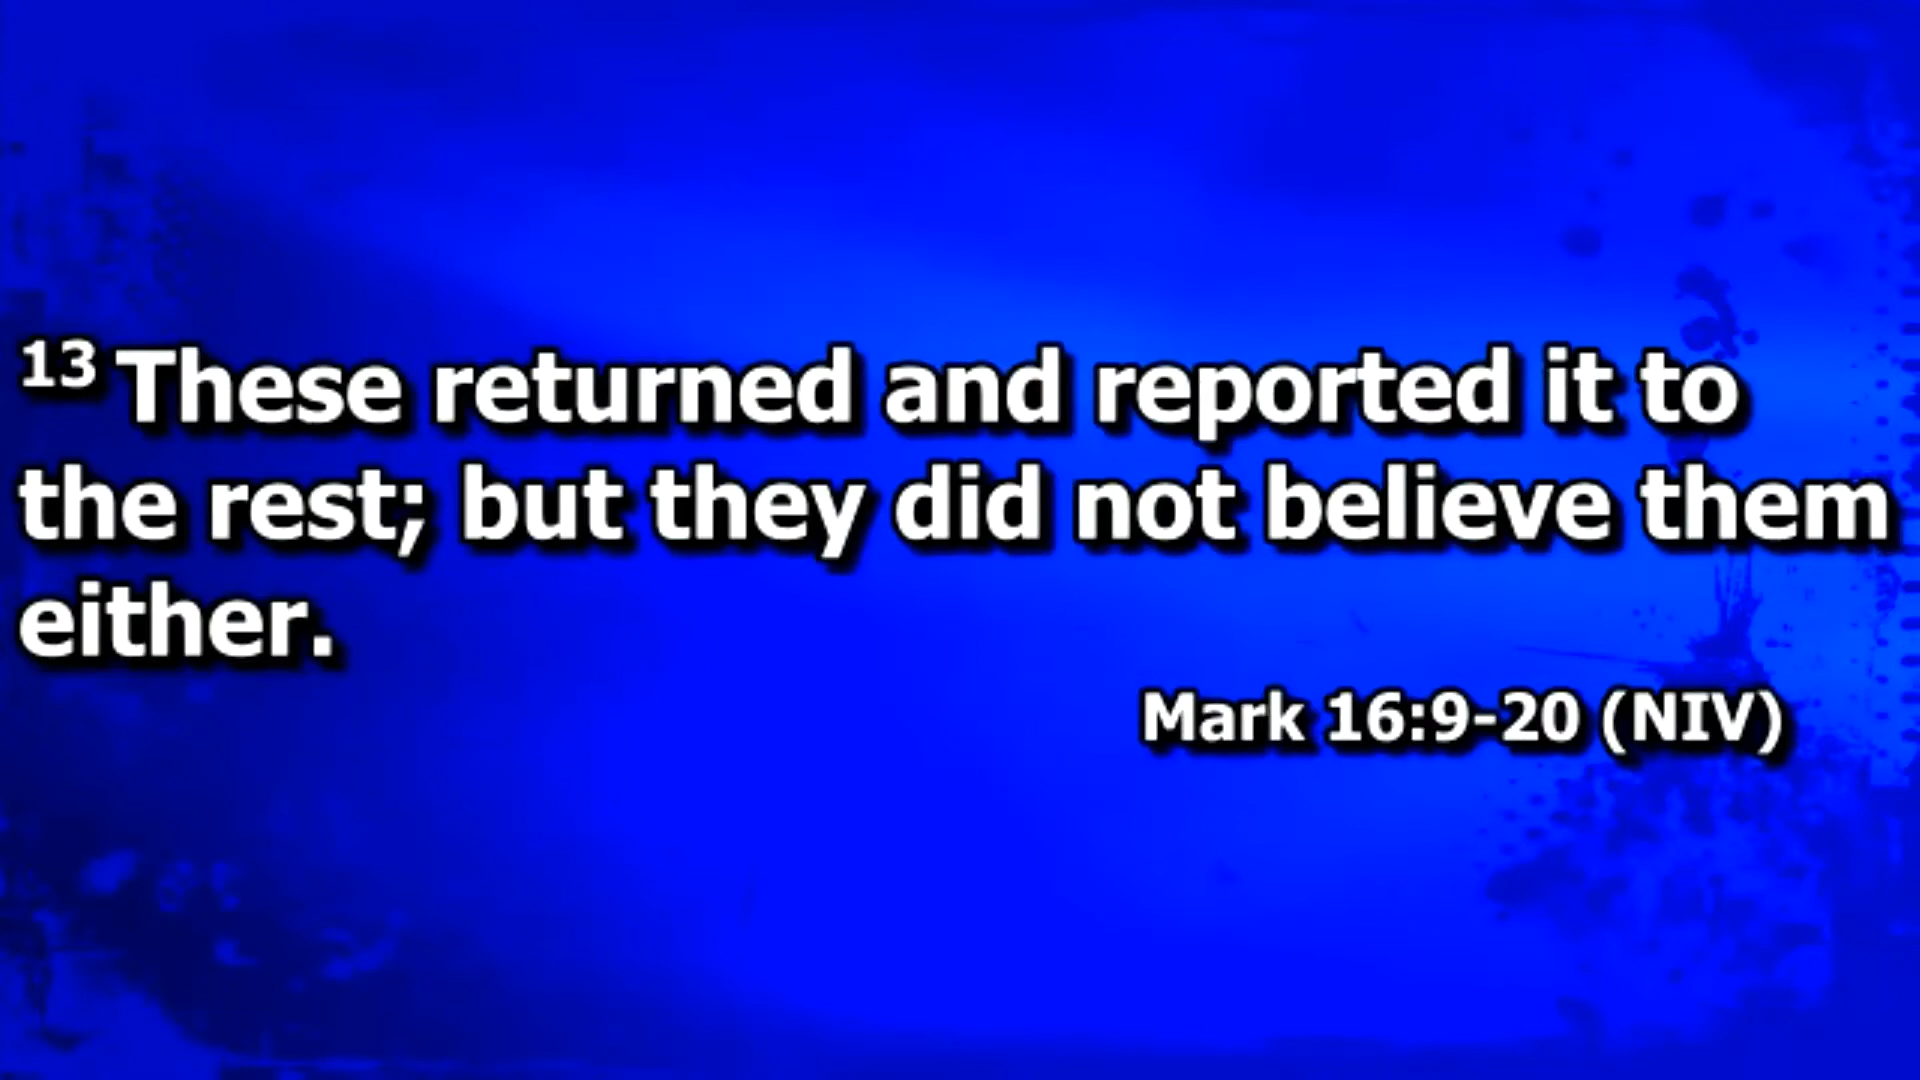 13 These returned and reported it to
the rest; but they did not believe them
either.
Mark 16:9-20 (NIV)